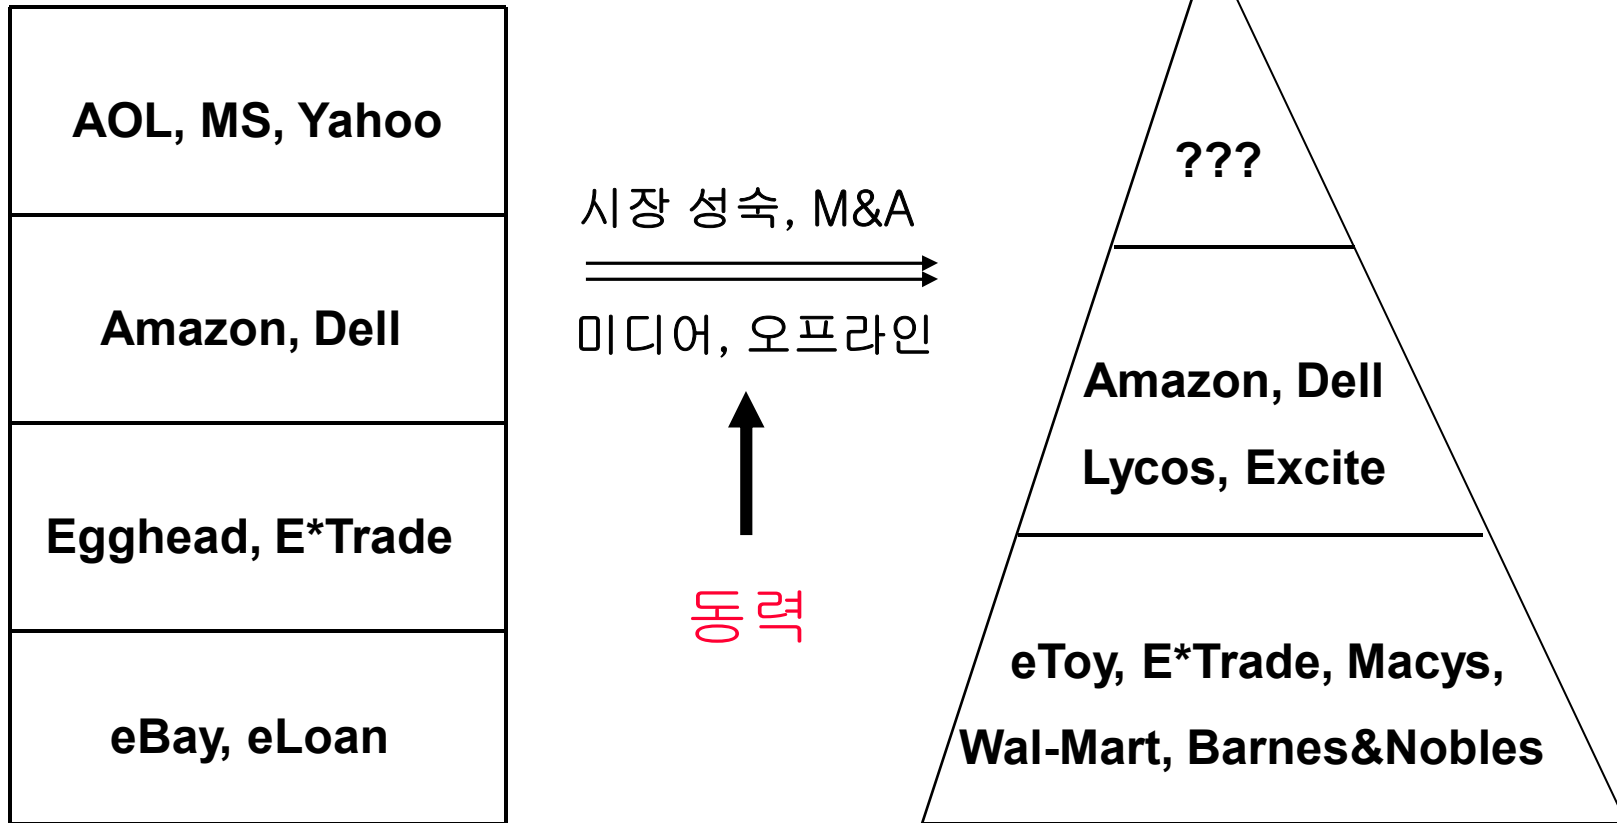 AOL, MS, Yahoo
Amazon, Dell
Egghead, E*Trade
eBay, eLoan
시장 성숙, M&A
미디어, 오프라인
동력
???
Amazon, Dell
Lycos, Excite
eToy, E*Trade, Macys,
Wal-Mart, Barnes&Nobles